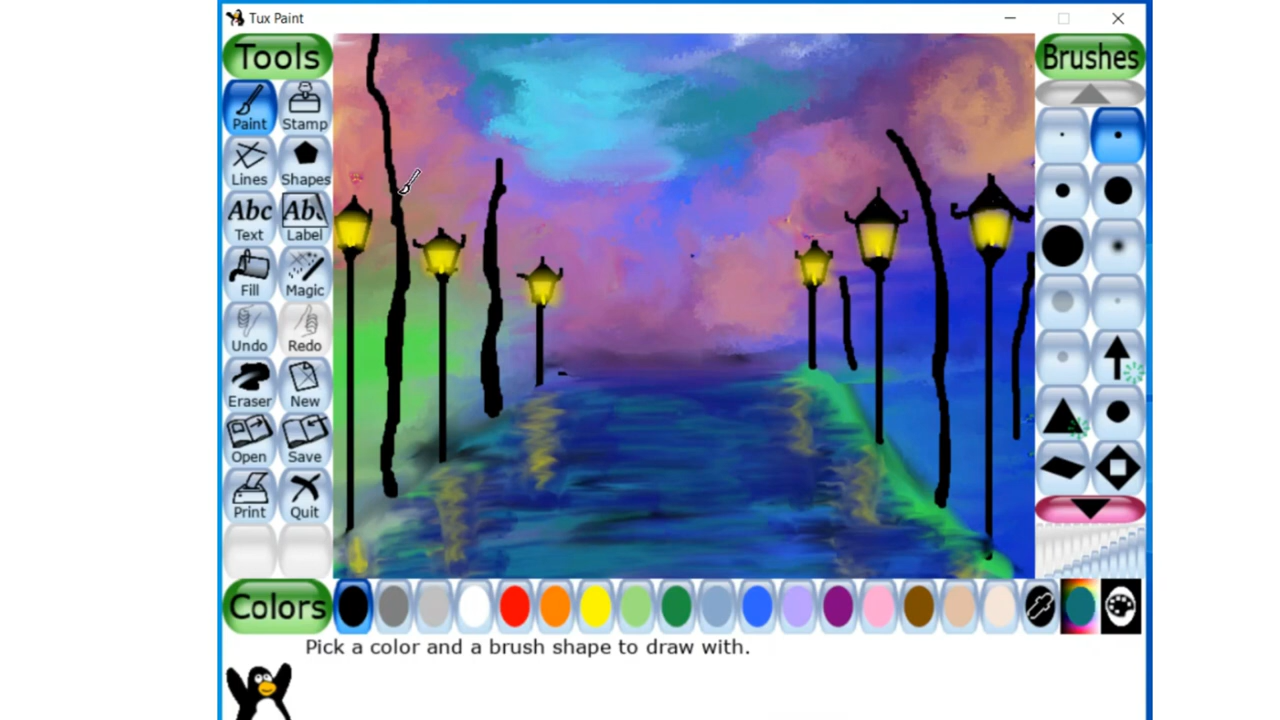 Tux Paint
Tools
Brushes
Paint
Stamp
Lines
Shapes
Abc
Abc
Text
Label
Fill
Magic
Undo
Redo
Eraser
New
Open
Save
Print
Quit
Colors
Pick a color and a brush shape to draw with.